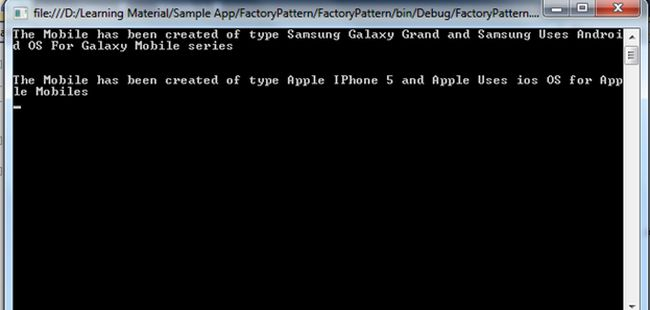 file:///D:/Learning Material/Sample App/FactoryPattern/FactoryPattern/bin/Debug/FactoryPattern....
The Mobile has been created of type Samsung Galaxy Grand and Samsung Uses Androi
d OS For Galaxy Mobile series
The Mobile has been created of type Apple IPhone 5 and Apple Uses ios OS for App
le Mobiles